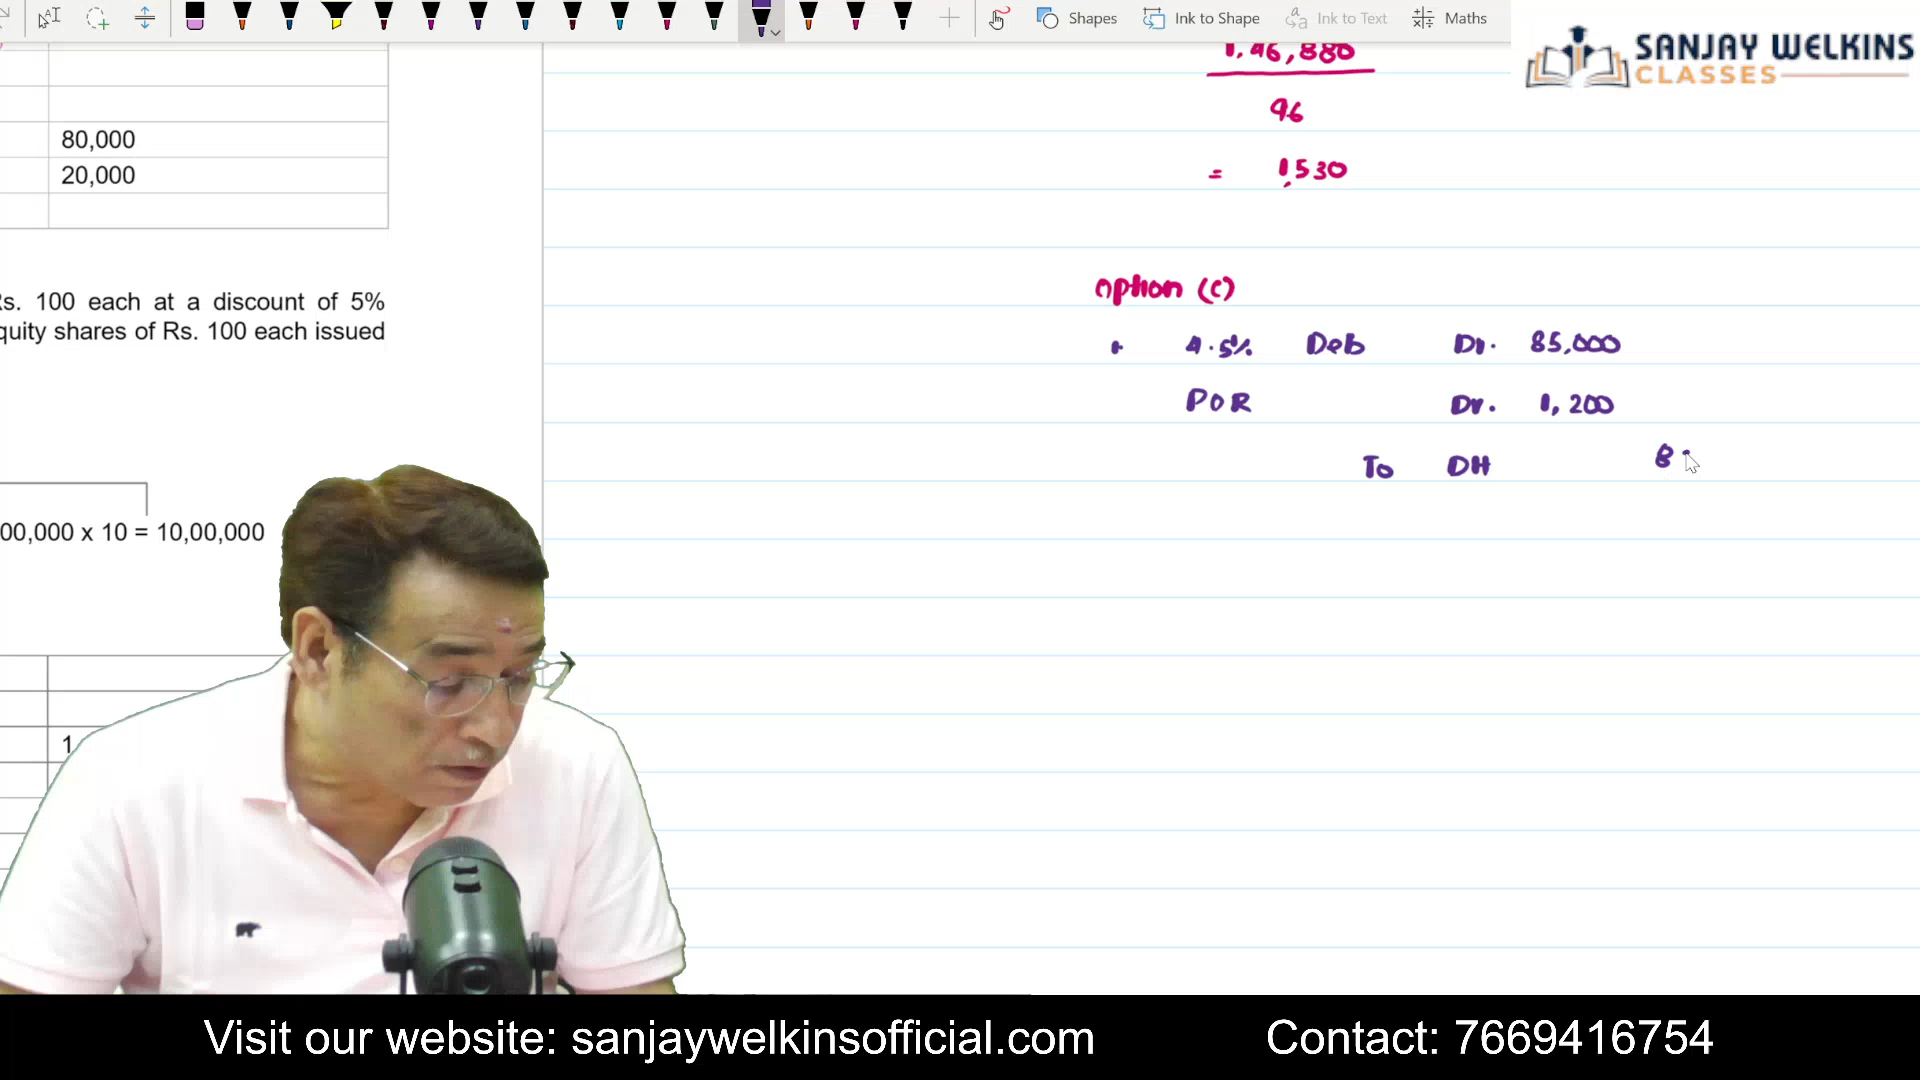 Shapes
Ink to Shape
Ink to Text
Maths
SANJAY WELKINS
CLASSES
80,000
20,000
Rs. 100 each at a discount of 5%
quity shares of Rs. 100 each issued
00,000 x 10 = 10,00,000
1
1,46,880
96
= 1,530
option (c)
4.5% Deb Dr. 85,000
POR Dr. 1,200
To DH 8
Visit our website: sanjaywelkinsofficial.com
Contact: 7669416754